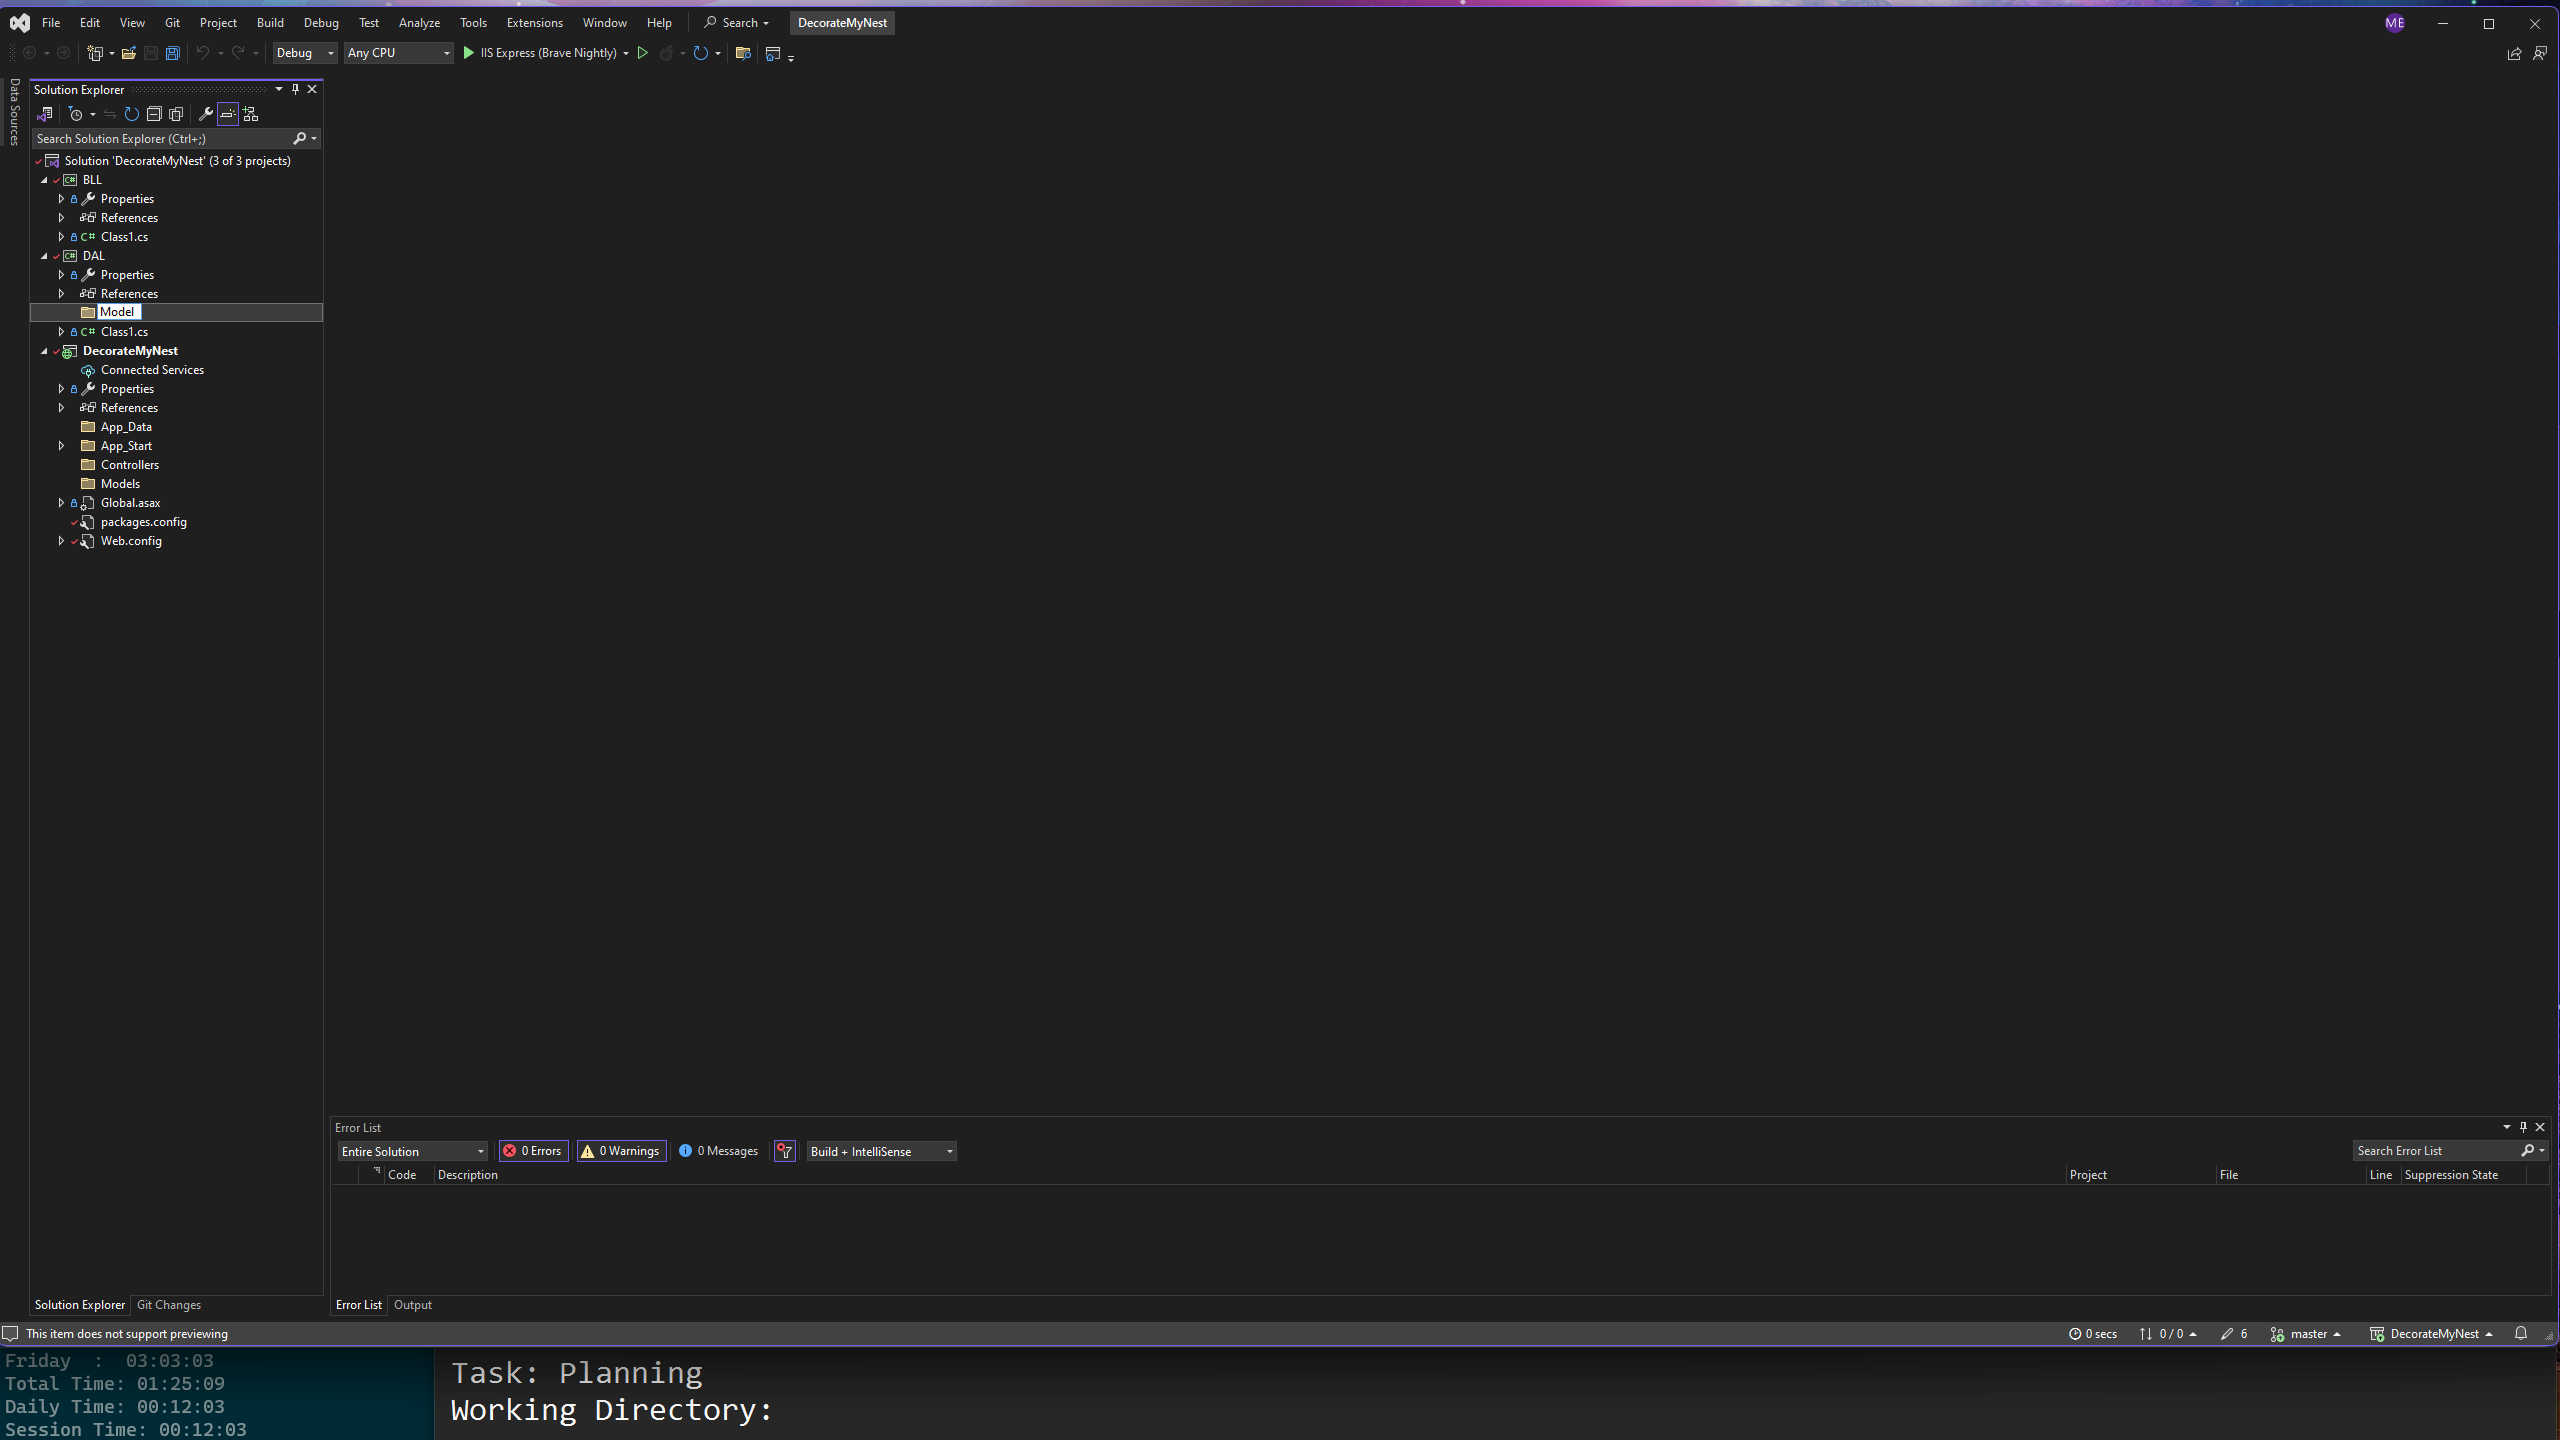 File Edit View Git Project Build Debug Test Analyze Tools Extensions Window Help Search DecorateMyNest ME
Debug Any CPU IIS Express (Brave Nightly)
Data Sources
Solution Explorer
Search Solution Explorer (Ctrl+;)
Solution 'DecorateMyNest' (3 of 3 projects)
BLL
Properties
References
C# Class1.cs
DAL
Properties
References
Model
C# Class1.cs
DecorateMyNest
Connected Services
Properties
References
App_Data
App_Start
Controllers
Models
Global.asax
packages.config
Web.config
Solution Explorer Git Changes
Error List
Entire Solution 0 Errors 0 Warnings 0 Messages Build + IntelliSense Search Error List
Code Description Project File Line Suppression State
Error List Output
This item does not support previewing 0 secs 0 / 0 6 master DecorateMyNest
Friday : 03:03:03
Total Time: 01:25:09
Daily Time: 00:12:03
Session Time: 00:12:03
Task: Planning
Working Directory: